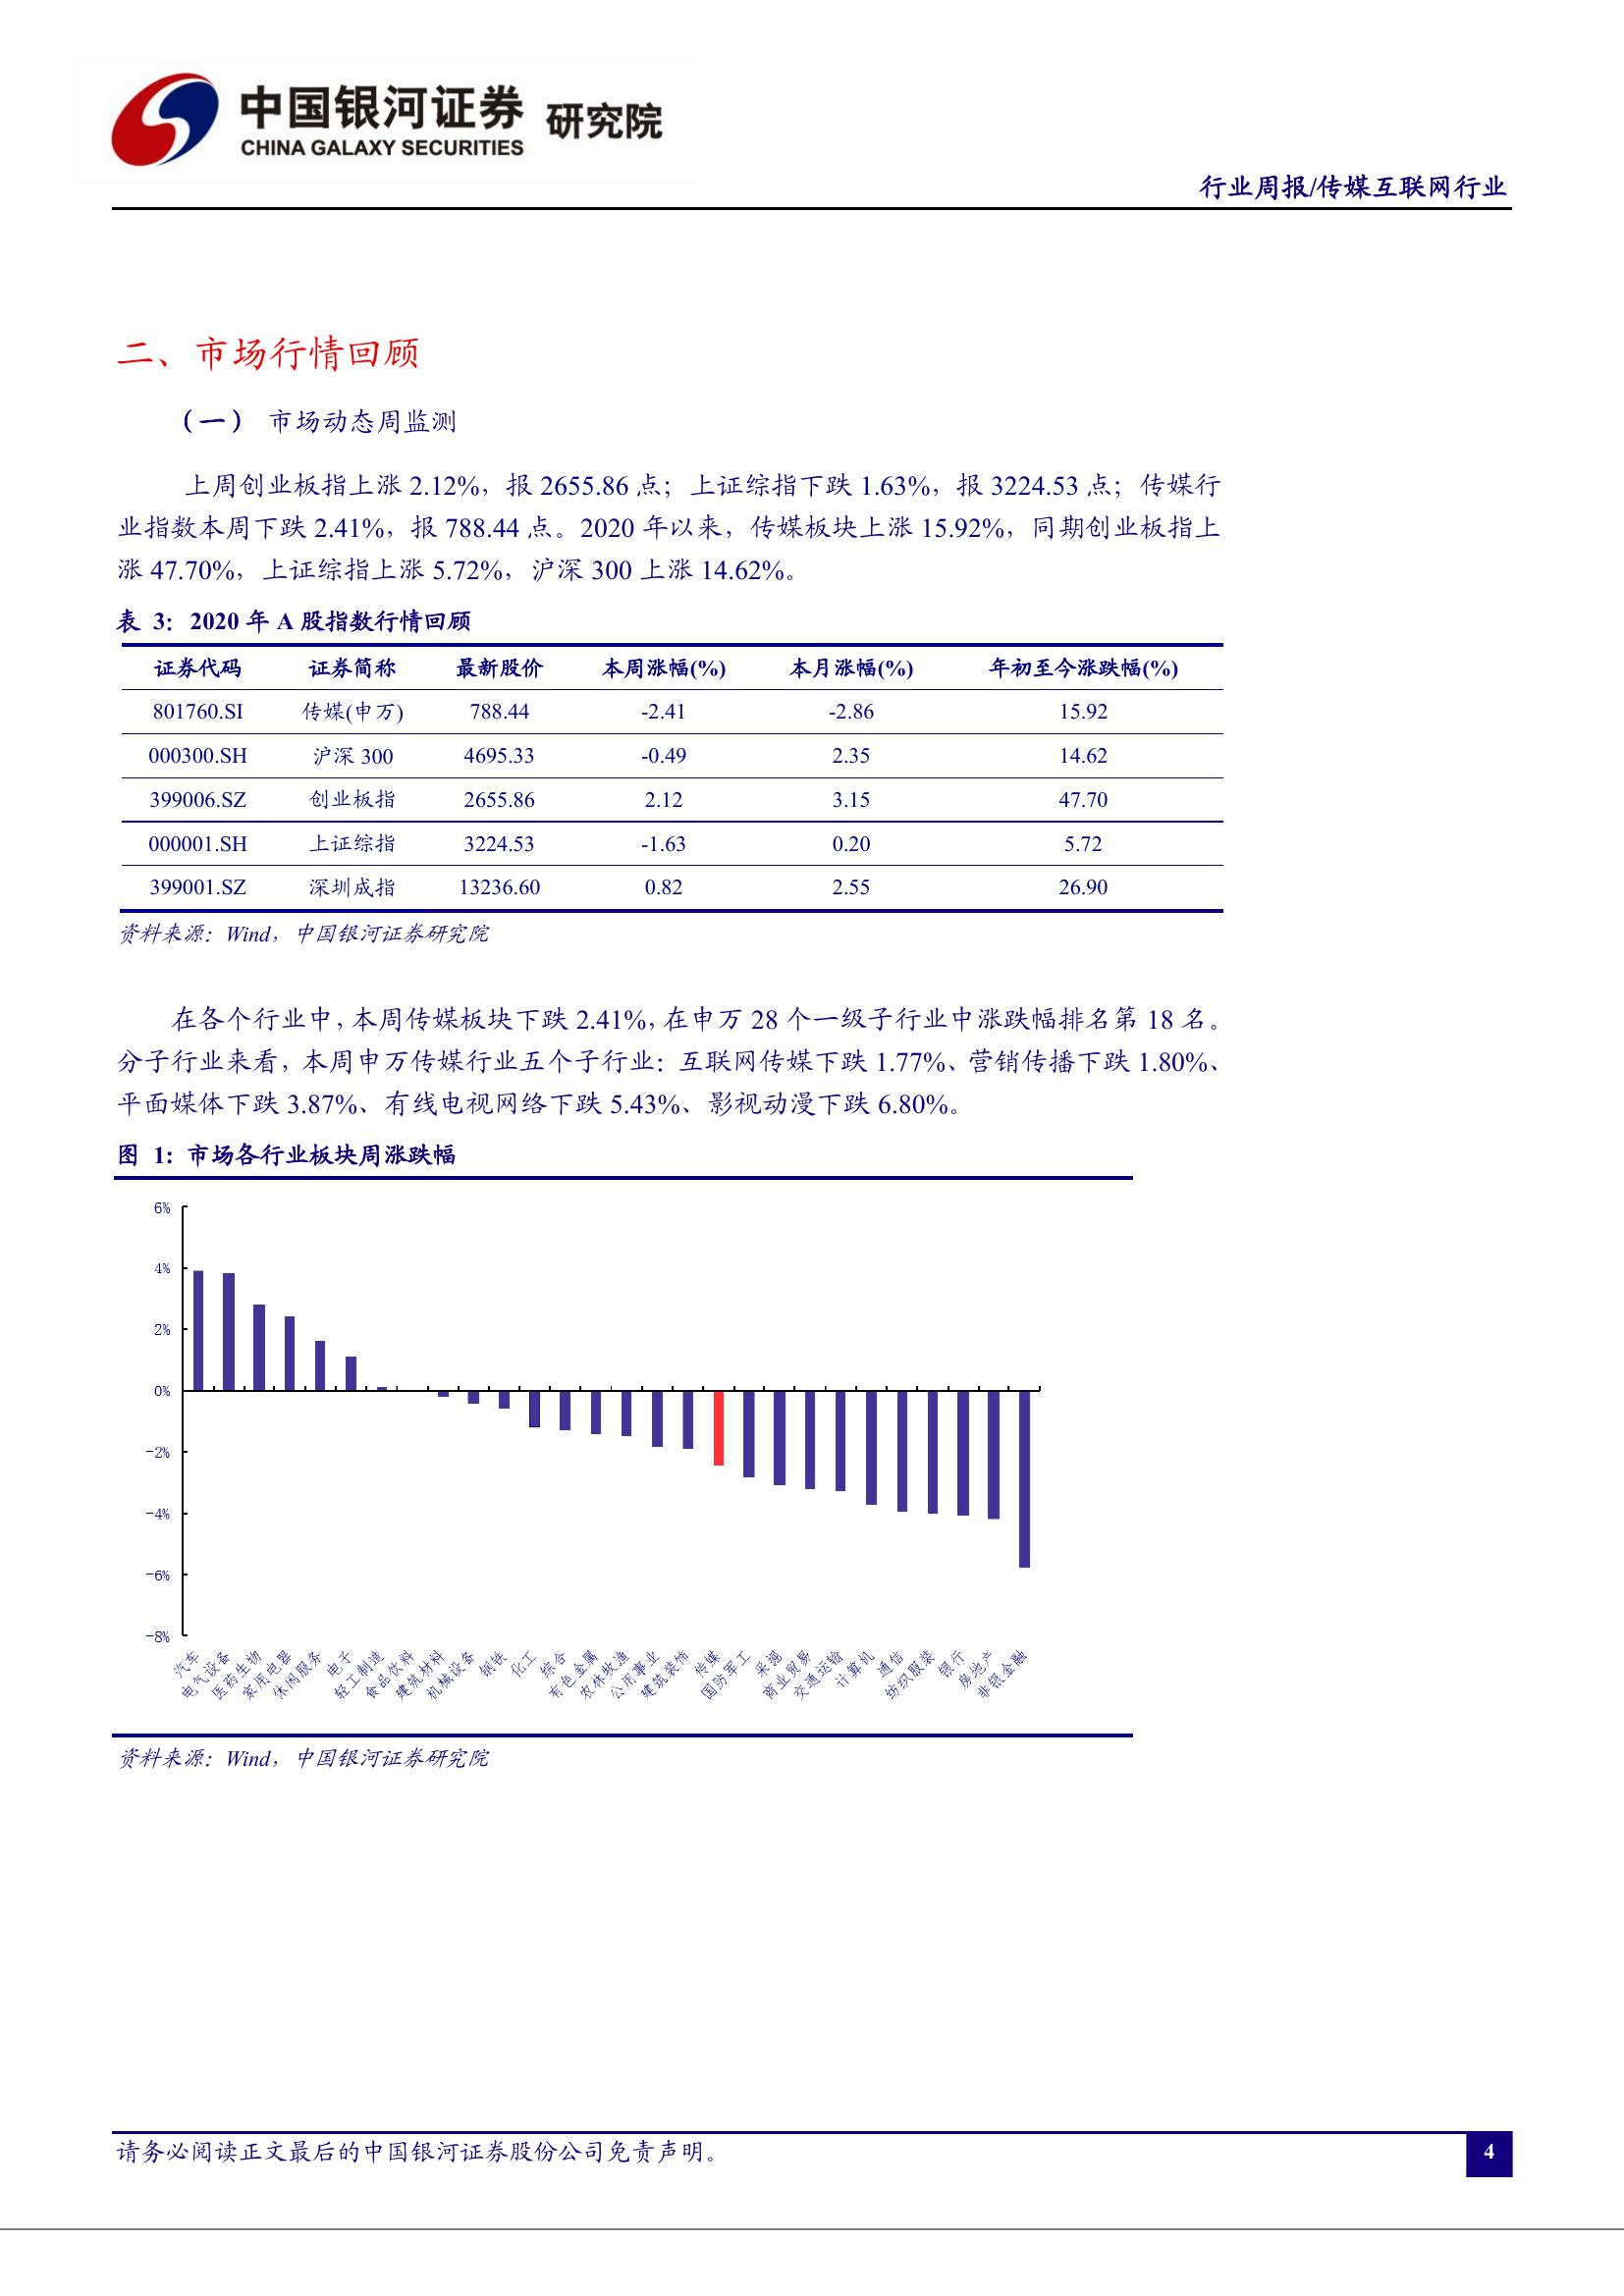 中国银河证券 研究院
CHINA GALAXY SECURITIES
行业周报/传媒互联网行业
二、市场行情回顾
（一） 市场动态周监测
上周创业板指上涨 2.12%，报 2655.86 点；上证综指下跌 1.63%，报 3224.53 点；传媒行
业指数本周下跌 2.41%，报 788.44 点。2020 年以来，传媒板块上涨 15.92%，同期创业板指上
涨 47.70%，上证综指上涨 5.72%，沪深 300 上涨 14.62%。
表 3：2020 年 A 股指数行情回顾
证券代码 证券简称 最新股价 本周涨幅(%) 本月涨幅(%) 年初至今涨跌幅(%)
801760.SI 传媒(申万) 788.44 -2.41 -2.86 15.92
000300.SH 沪深 300 4695.33 -0.49 2.35 14.62
399006.SZ 创业板指 2655.86 2.12 3.15 47.70
000001.SH 上证综指 3224.53 -1.63 0.20 5.72
399001.SZ 深圳成指 13236.60 0.82 2.55 26.90
资料来源：Wind，中国银河证券研究院
在各个行业中，本周传媒板块下跌 2.41%，在申万 28 个一级子行业中涨跌幅排名第 18 名。
分子行业来看，本周申万传媒行业五个子行业：互联网传媒下跌 1.77%、营销传播下跌 1.80%、
平面媒体下跌 3.87%、有线电视网络下跌 5.43%、影视动漫下跌 6.80%。
图 1：市场各行业板块周涨跌幅
6%
4%
2%
0%
-2%
-4%
-6%
-8%
汽车 电气设备 医药生物 家用电器 休闲服务 电子 轻工制造 食品饮料 建筑材料 机械设备 钢铁 化工 综合 有色金属 农林牧渔 公用事业 建筑装饰 传媒 国防军工 采掘 商业贸易 交通运输 计算机 通信 纺织服装 银行 房地产 非银金融
资料来源：Wind，中国银河证券研究院
请务必阅读正文最后的中国银河证券股份公司免责声明。
4